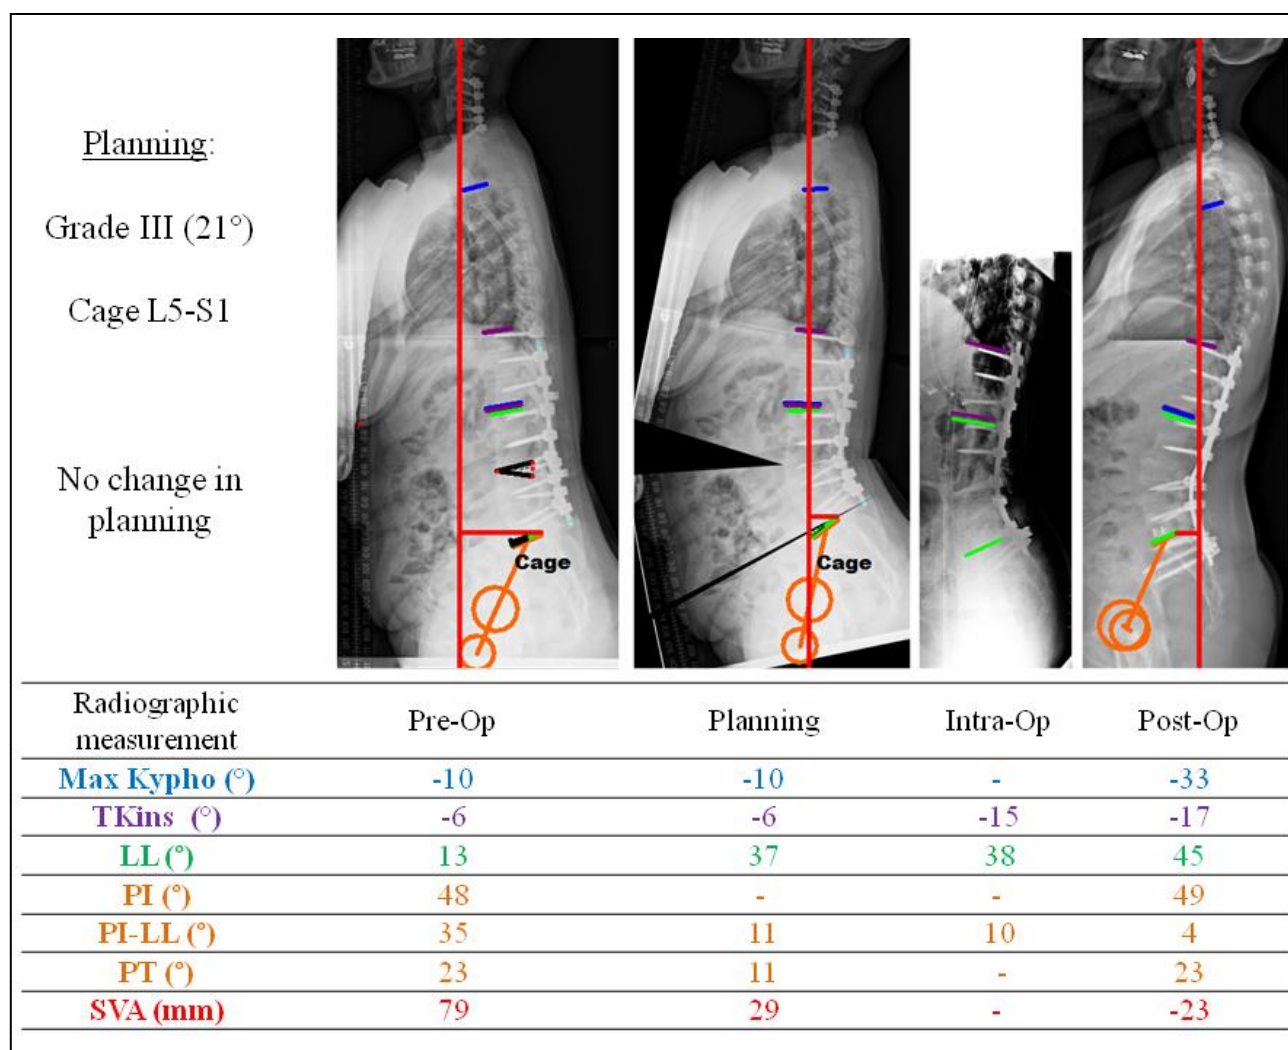 Planning:
Grade III (21°)
Cage L5-S1
No change in
planning
Cage
Cage
Radiographic
measurement Pre-Op Planning Intra-Op Post-Op
Max Kypho (°) -10 -10 - -33
TKins (°) -6 -6 -15 -17
LL (°) 13 37 38 45
PI (°) 48 - - 49
PI-LL (°) 35 11 10 4
PT (°) 23 11 - 23
SVA (mm) 79 29 - -23